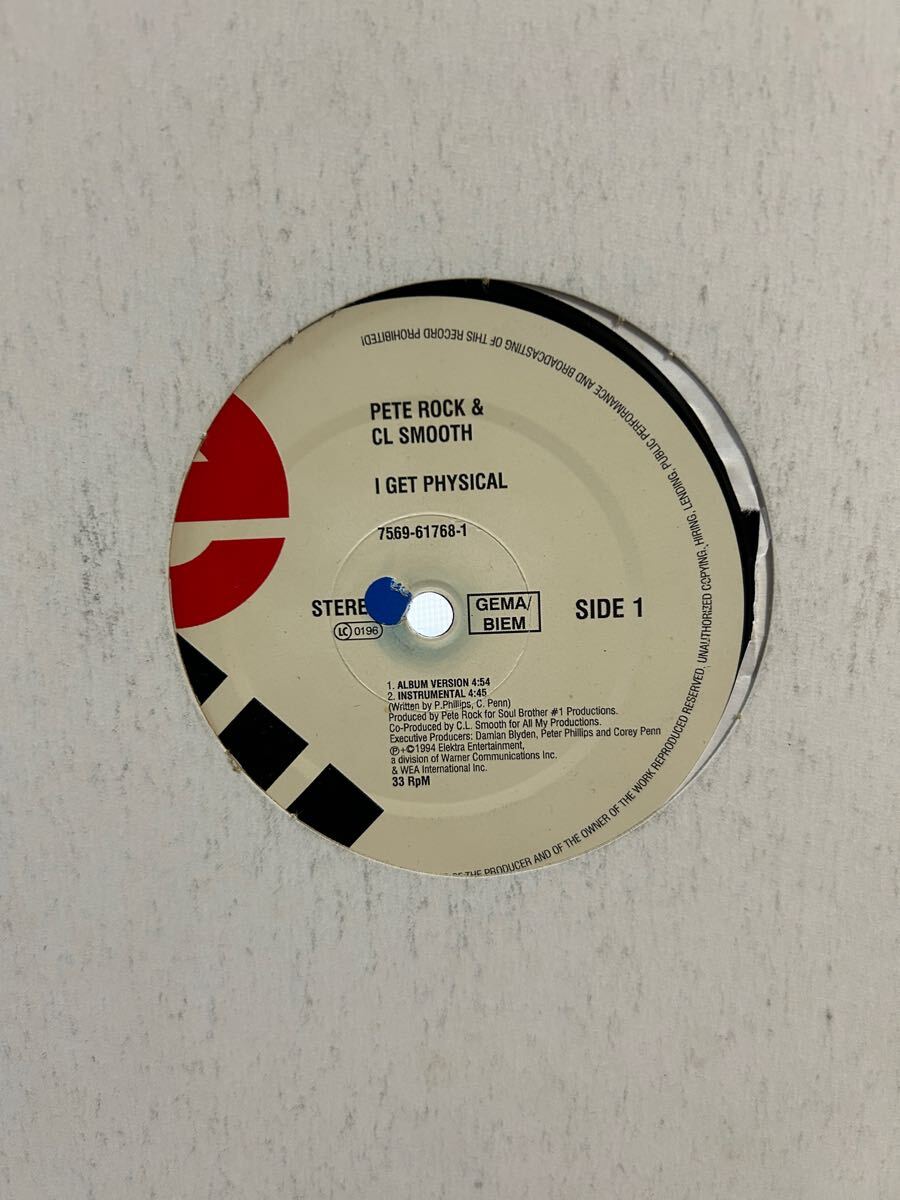 PETE ROCK &
CL SMOOTH
I GET PHYSICAL
7569-61768-1
STERE
LC 0196
GEMA/
BIEM
SIDE 1
1. ALBUM VERSION 4:54
2. INSTRUMENTAL 4:45
(Written by P.Phillips, C. Penn)
Produced by Pete Rock for Soul Brother #1 Productions.
Co-Produced by C.L. Smooth for All My Productions.
Executive Producers: Damian Blyden, Peter Phillips and Corey Penn
℗+©1994 Elektra Entertainment,
a division of Warner Communications Inc.
& WEA International Inc.
33 RpM
THE PRODUCER AND OF THE OWNER OF THE WORK REPRODUCED RESERVED, UNAUTHORIZED COPYING, HIRING, LENDING, PUBLIC PERFORMANCE AND BROADCASTING OF THIS RECORD PROHIBITED!